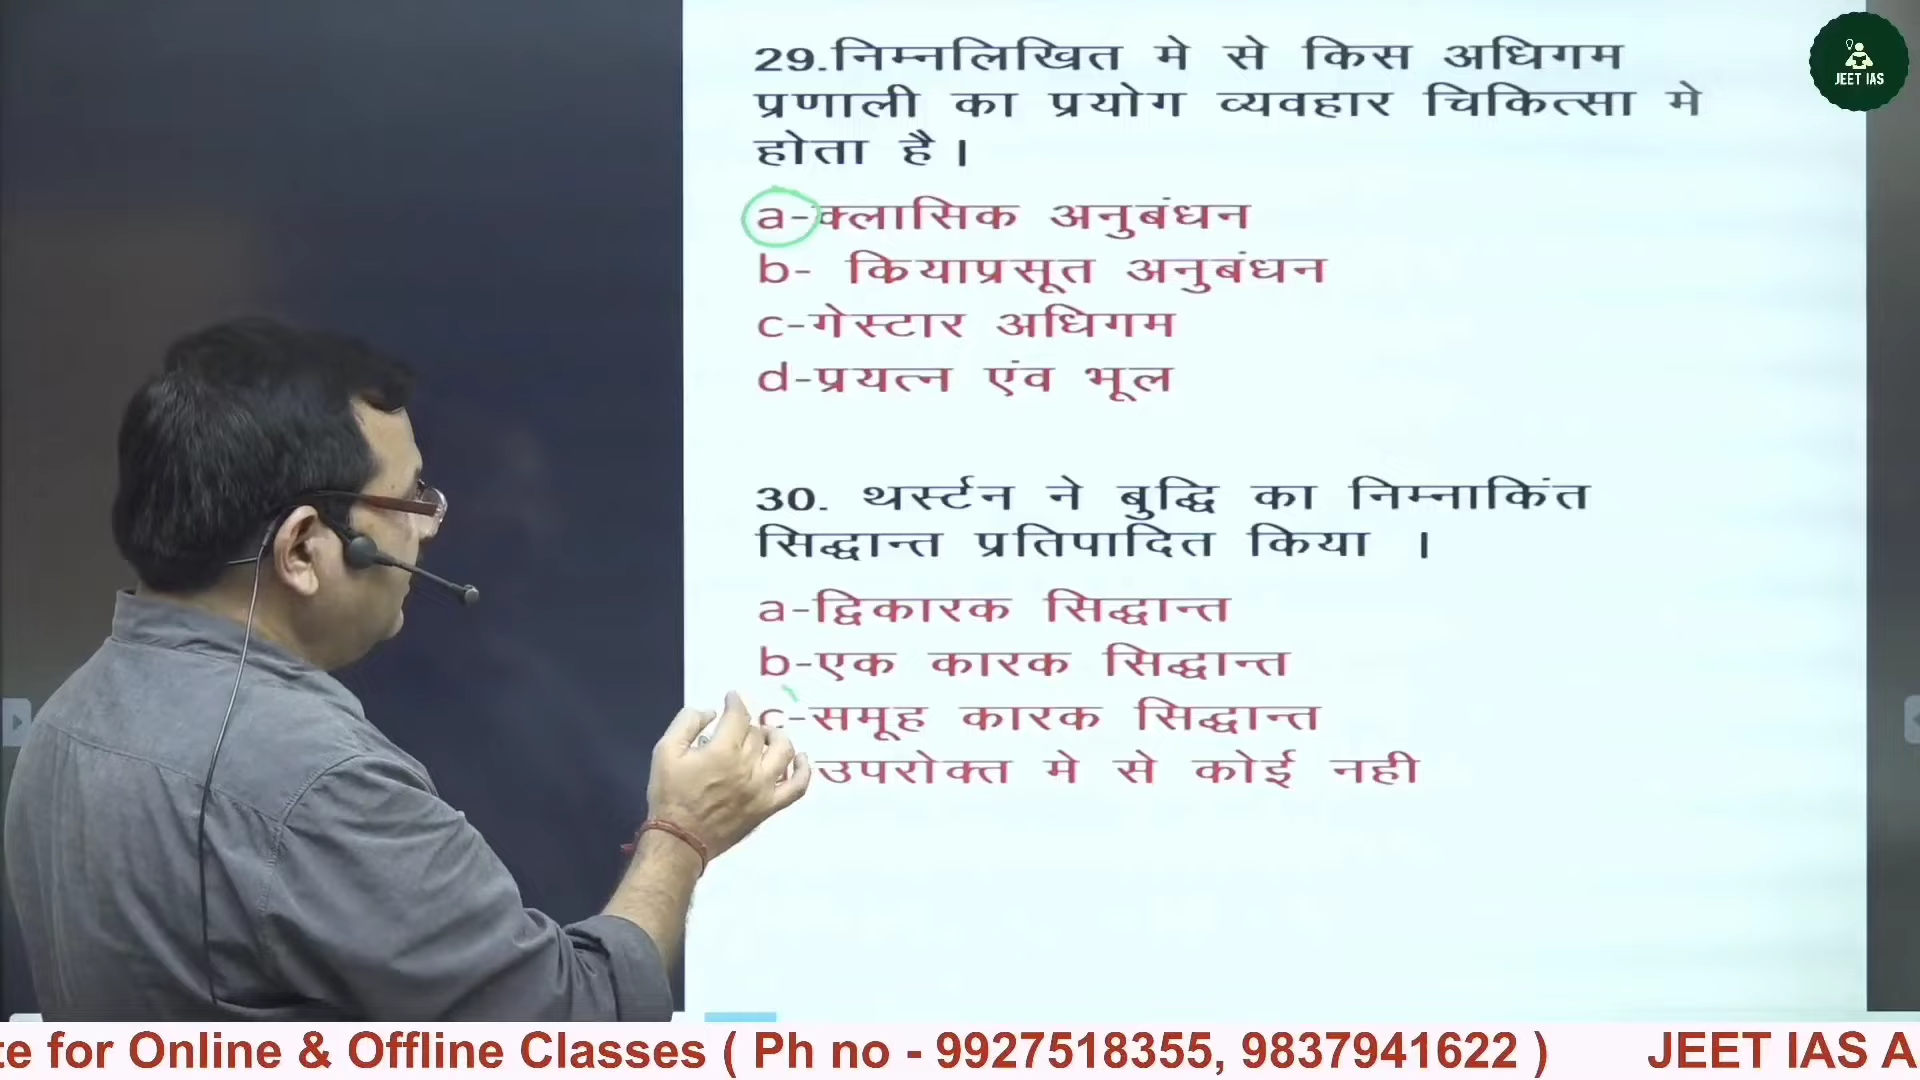 JEET IAS
29.निम्नलिखित मे से किस अधिगम
प्रणाली का प्रयोग व्यवहार चिकित्सा मे
होता है।
a-क्लासिक अनुबंधन
b- कियाप्रसूत अनुबंधन
c-गेस्टार अधिगम
d-प्रयत्न एंव भूल
30. थर्स्टन ने बुद्धि का निम्नाकिंत
सिद्धान्त प्रतिपादित किया ।
a-द्विकारक सिद्धान्त
b-एक कारक सिद्धान्त
c-समूह कारक सिद्धान्त
उपरोक्त मे से कोई नही
te for Online & Offline Classes ( Ph no - 9927518355, 9837941622 ) JEET IAS A